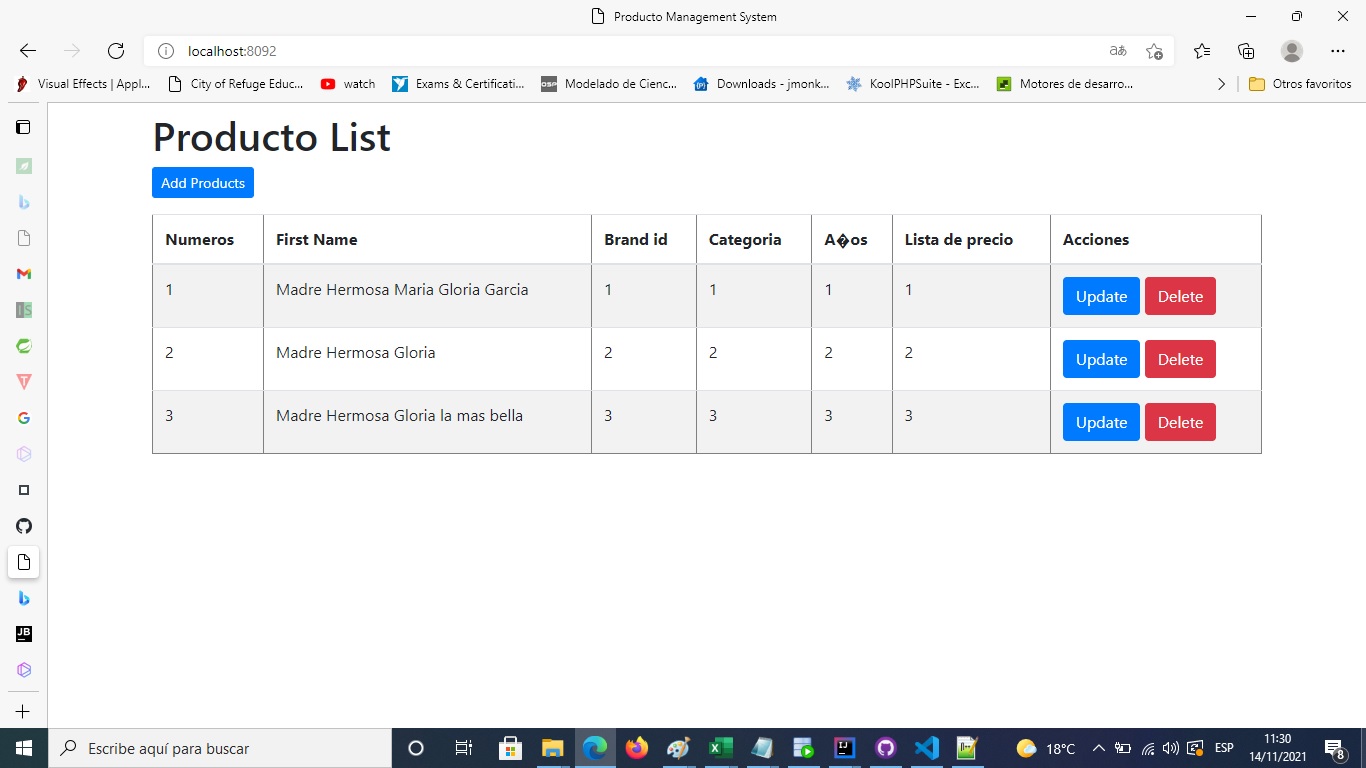 Producto Management System
localhost:8092
Visual Effects | Appl...
City of Refuge Educ...
watch
Exams & Certificati...
Modelado de Cienc...
Downloads - jmonk...
KoolPHPSuite - Exc...
Motores de desarro...
Otros favoritos
Producto List
Add Products
Numeros First Name Brand id Categoria A�os Lista de precio Acciones
1 Madre Hermosa Maria Gloria Garcia 1 1 1 1 Update Delete
2 Madre Hermosa Gloria 2 2 2 2 Update Delete
3 Madre Hermosa Gloria la mas bella 3 3 3 3 Update Delete
Escribe aquí para buscar
18°C
ESP
11:30
14/11/2021
8